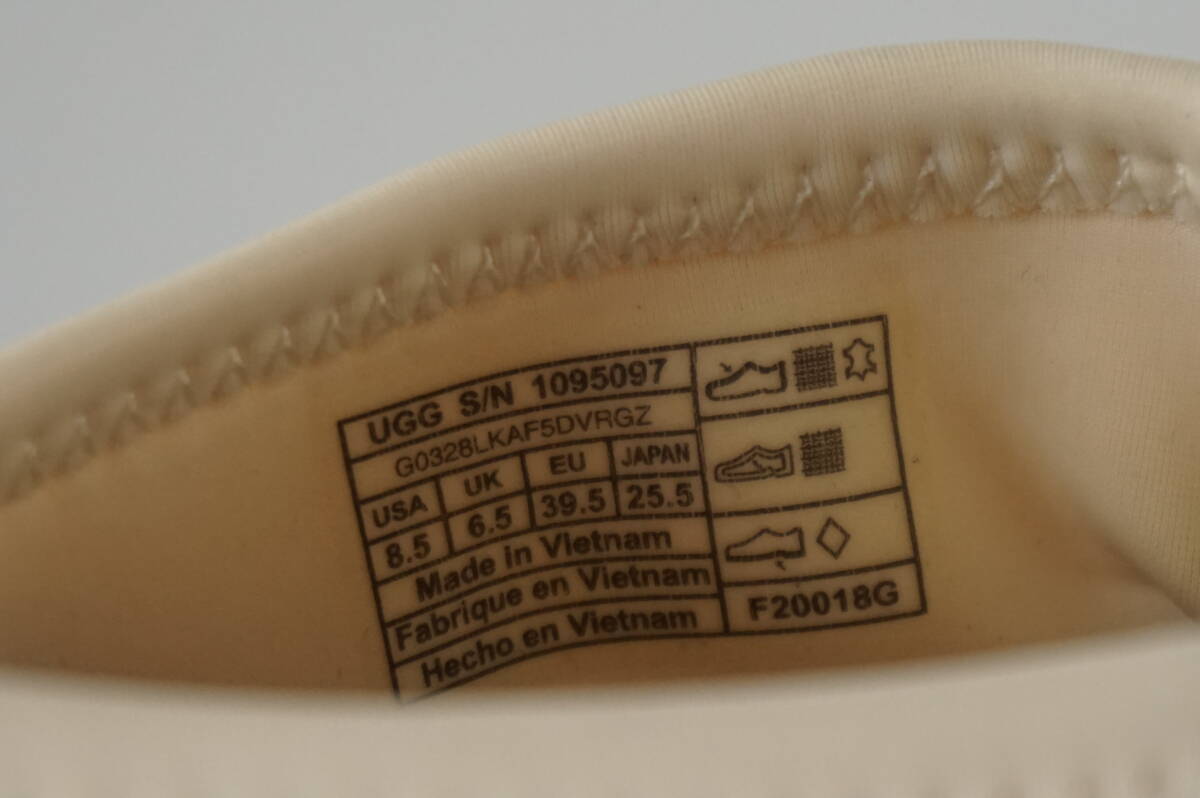 UGG S/N 1095097
G0328LKAF5DVRGZ
USA UK EU JAPAN
8.5 6.5 39.5 25.5
Made in Vietnam
Fabrique en Vietnam
Hecho en Vietnam
F20018G